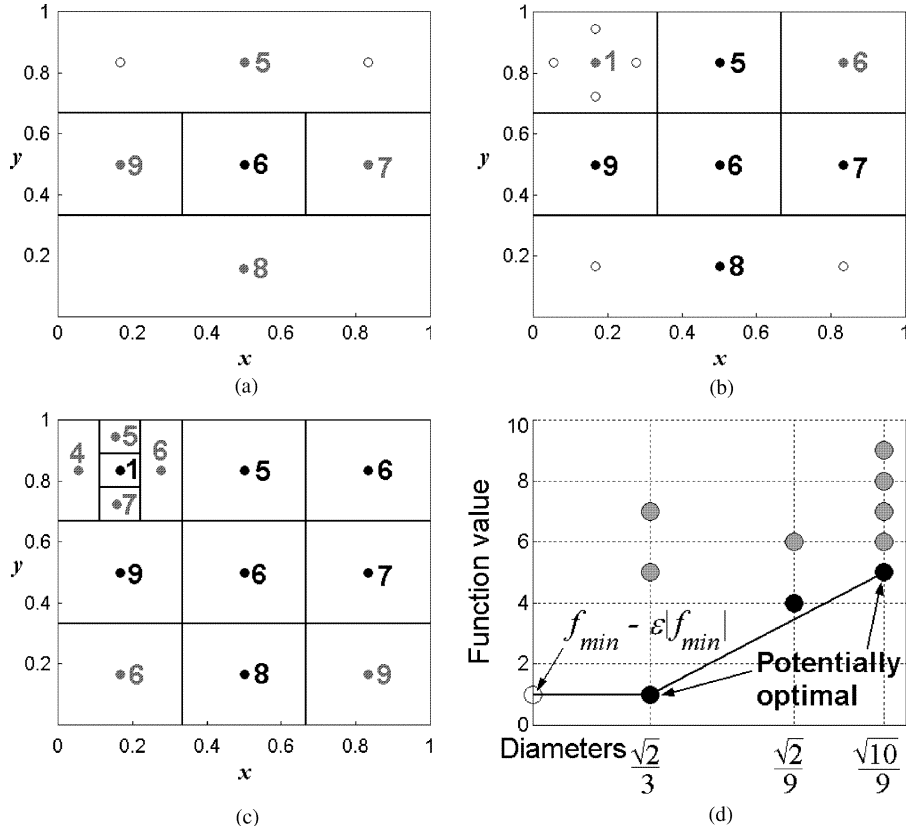 1
5
0.8
0.6
y
9
6
7
0.4
0.2
8
0 0.2 0.4 0.6 0.8 1
x
(a)
1
1
5
6
0.8
0.6
y
9
6
7
0.4
0.2
8
0 0.2 0.4 0.6 0.8 1
x
(b)
1
4
5
6
0.8
1
5
6
7
0.6
y
9
6
7
0.4
0.2
6
8
9
0
0 0.2 0.4 0.6 0.8 1
x
(c)
10
8
6
4
2
0
Function value
f_min - ε|f_min|
Potentially
optimal
Diameters √2/3 √2/9 √10/9
(d)